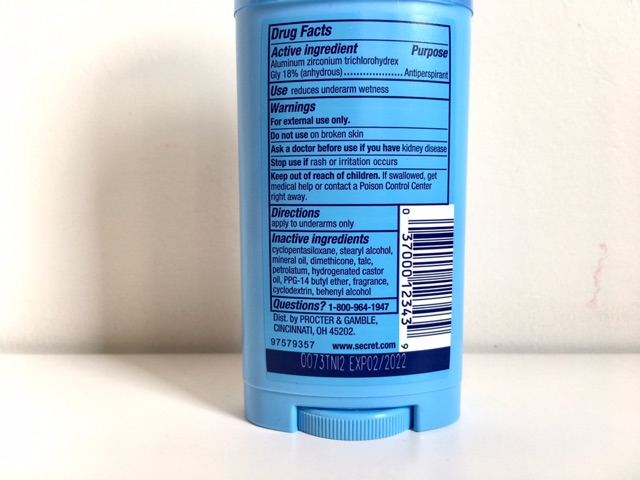 Drug Facts
Active ingredient Purpose
Aluminum zirconium trichlorohydrex
Gly 18% (anhydrous)....................Antiperspirant
Use reduces underarm wetness
Warnings
For external use only.
Do not use on broken skin
Ask a doctor before use if you have kidney disease
Stop use if rash or irritation occurs
Keep out of reach of children. If swallowed, get
medical help or contact a Poison Control Center
right away.
Directions
apply to underarms only
Inactive ingredients
cyclopentasiloxane, stearyl alcohol,
mineral oil, dimethicone, talc,
petrolatum, hydrogenated castor
oil, PPG-14 butyl ether, fragrance,
cyclodextrin, behenyl alcohol
Questions? 1-800-964-1947
Dist. by PROCTER & GAMBLE,
CINCINNATI, OH 45202.
97579357 www.secret.com
0 37000 12343 9
0073TN12 EXP02/2022